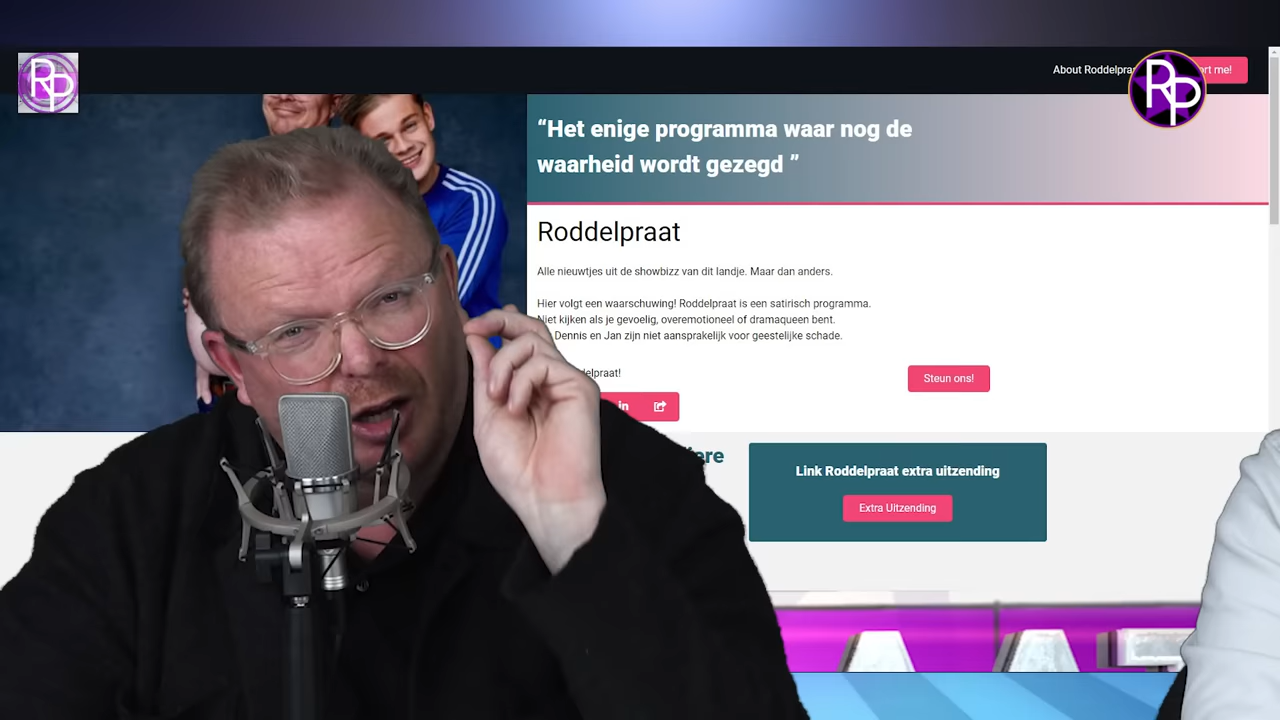 RP
About Roddelpraa
rt me!
RP
“Het enige programma waar nog de
waarheid wordt gezegd ”
Roddelpraat
Alle nieuwtjes uit de showbizz van dit landje. Maar dan anders.
Hier volgt een waarschuwing! Roddelpraat is een satirisch programma.
Niet kijken als je gevoelig, overemotioneel of dramaqueen bent.
Dennis en Jan zijn niet aansprakelijk voor geestelijke schade.
delpraat!
Steun ons!
in
iere
Link Roddelpraat extra uitzending
Extra Uitzending